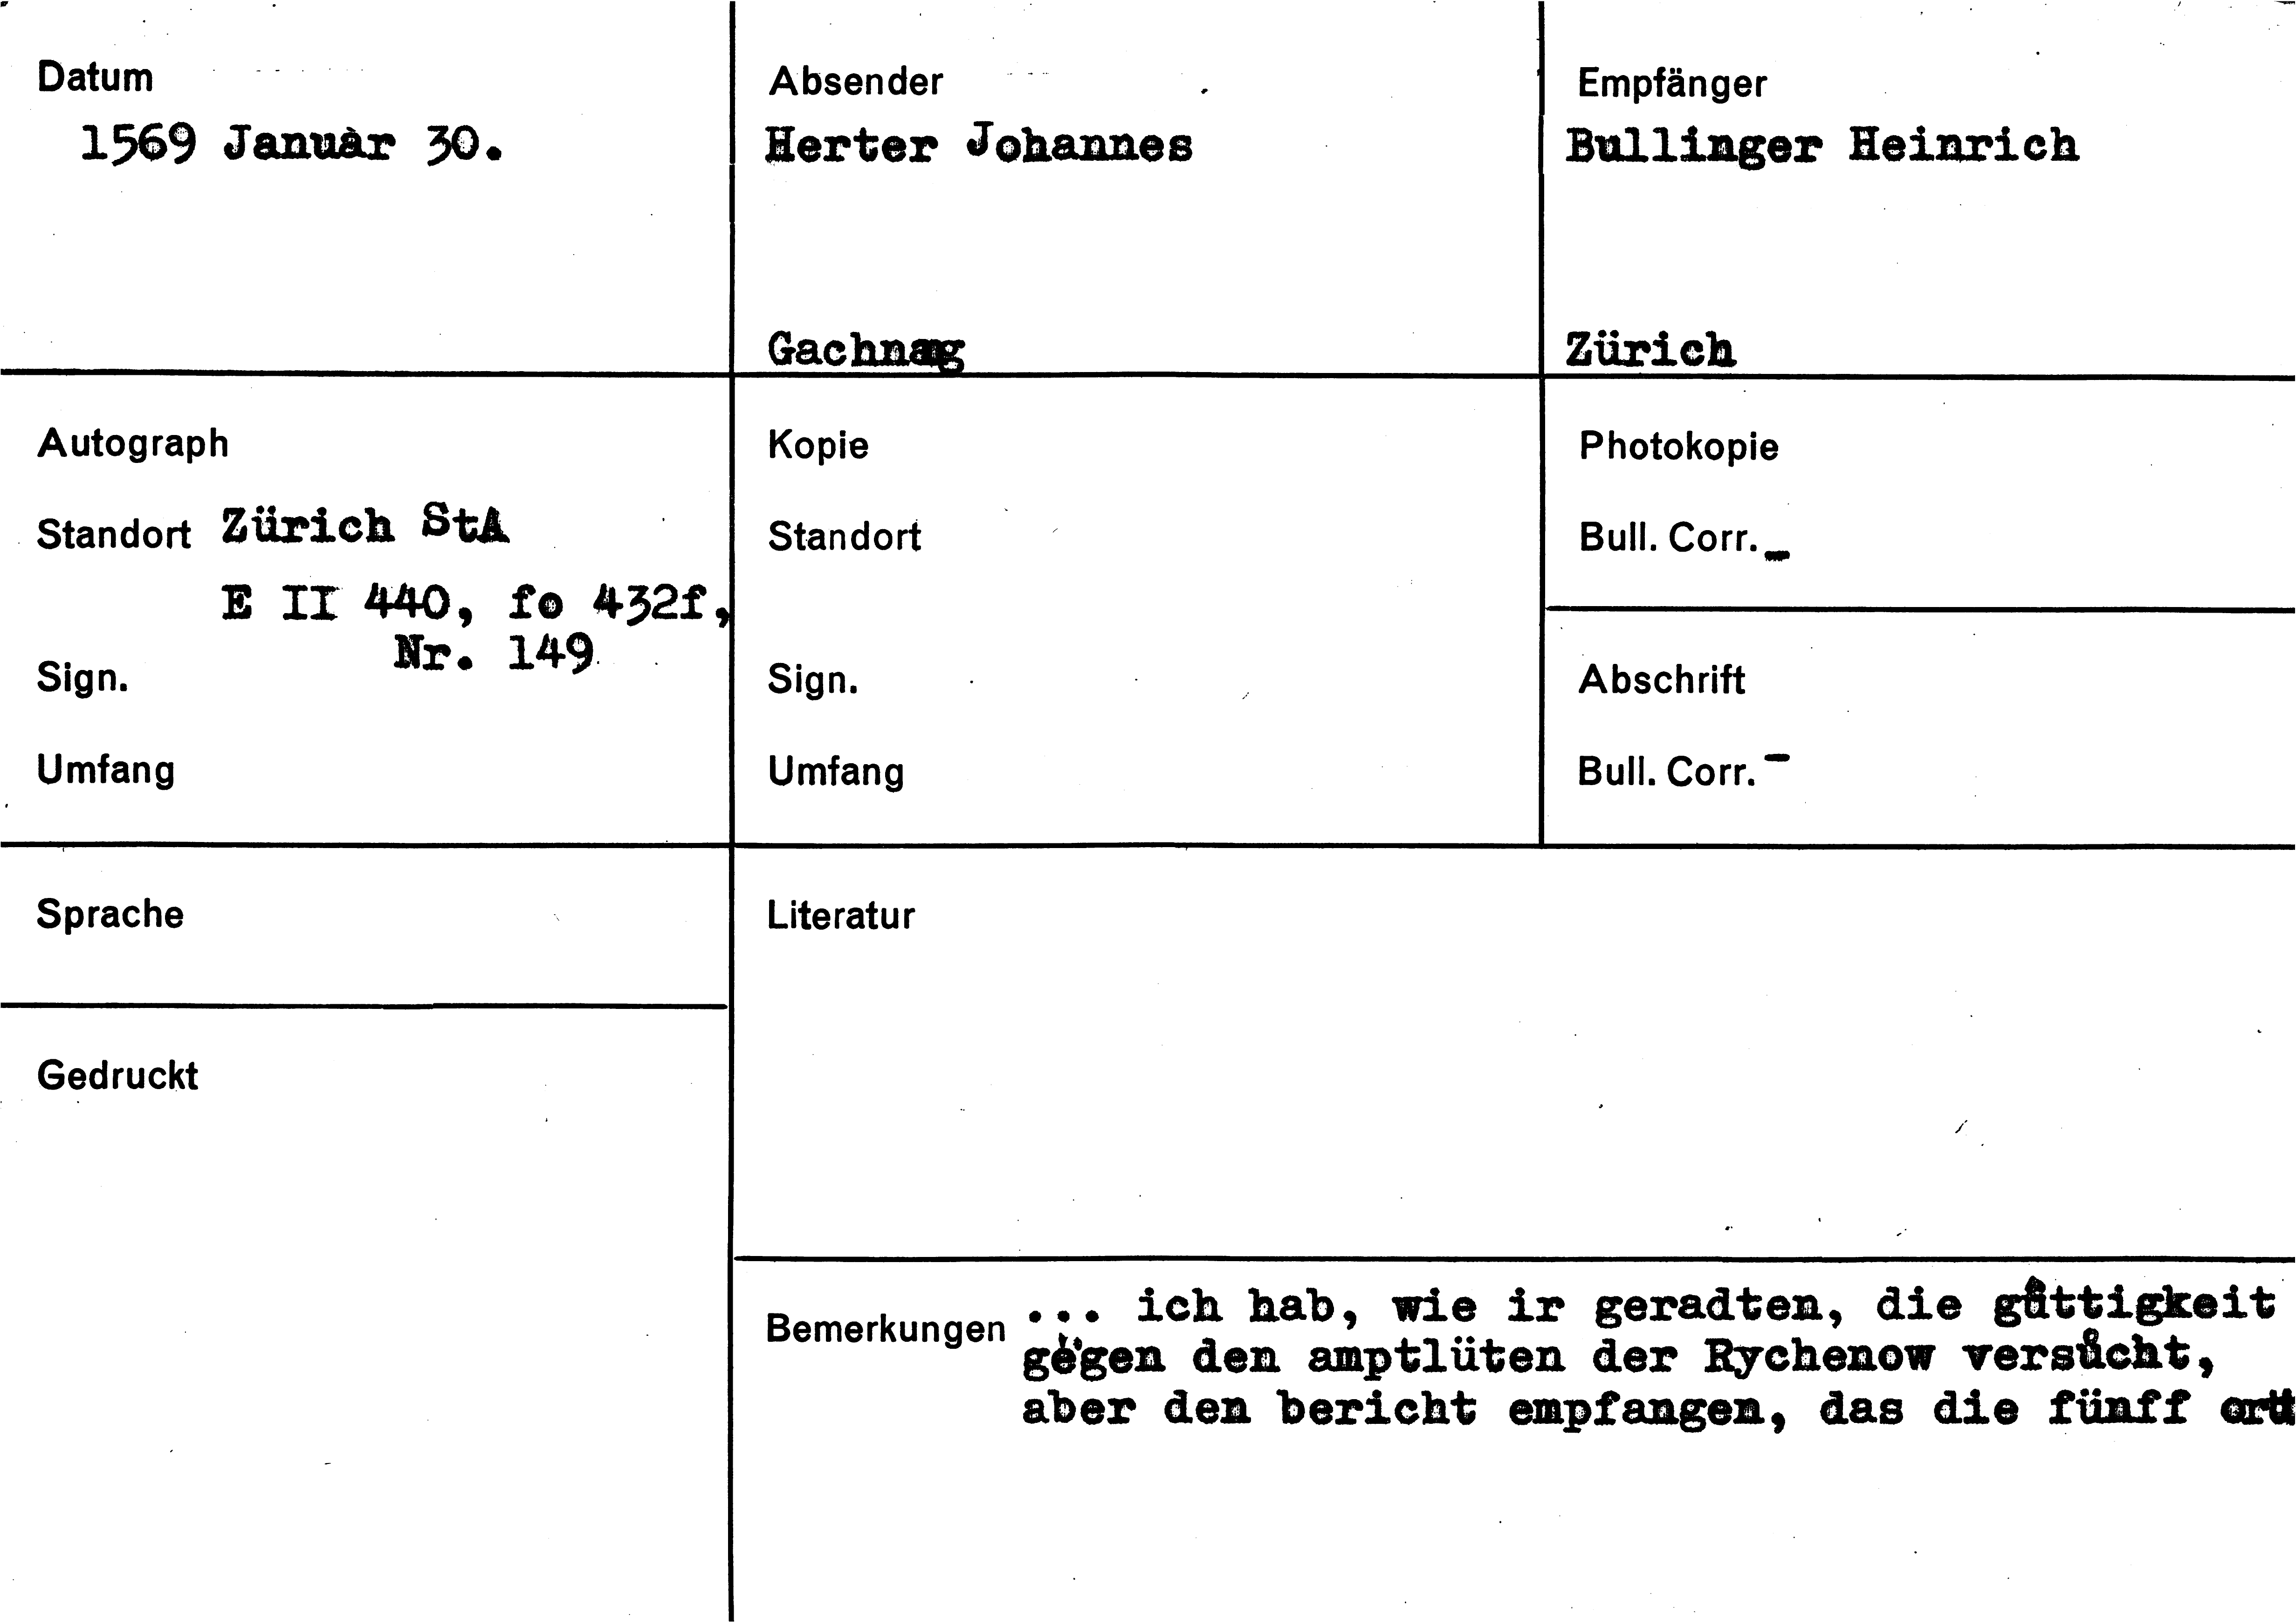 Datum
1569 Januar 30.
Absender
Herter Johannes
Gachnang
Empfänger
Bullinger Heinrich
Zürich
Autograph
Standort Zürich StA
E II 440, fo 432f,
Nr. 149
Sign.
Umfang
Kopie
Standort
Sign.
Umfang
Photokopie
Bull. Corr. -
Abschrift
Bull. Corr. -
Sprache
Gedruckt
Literatur
Bemerkungen ... ich hab, wie ir geradten, die gůttigkeit
gegen den amptlüten der Rychenow versůcht,
aber den bericht empfangen, das die fünff ortt